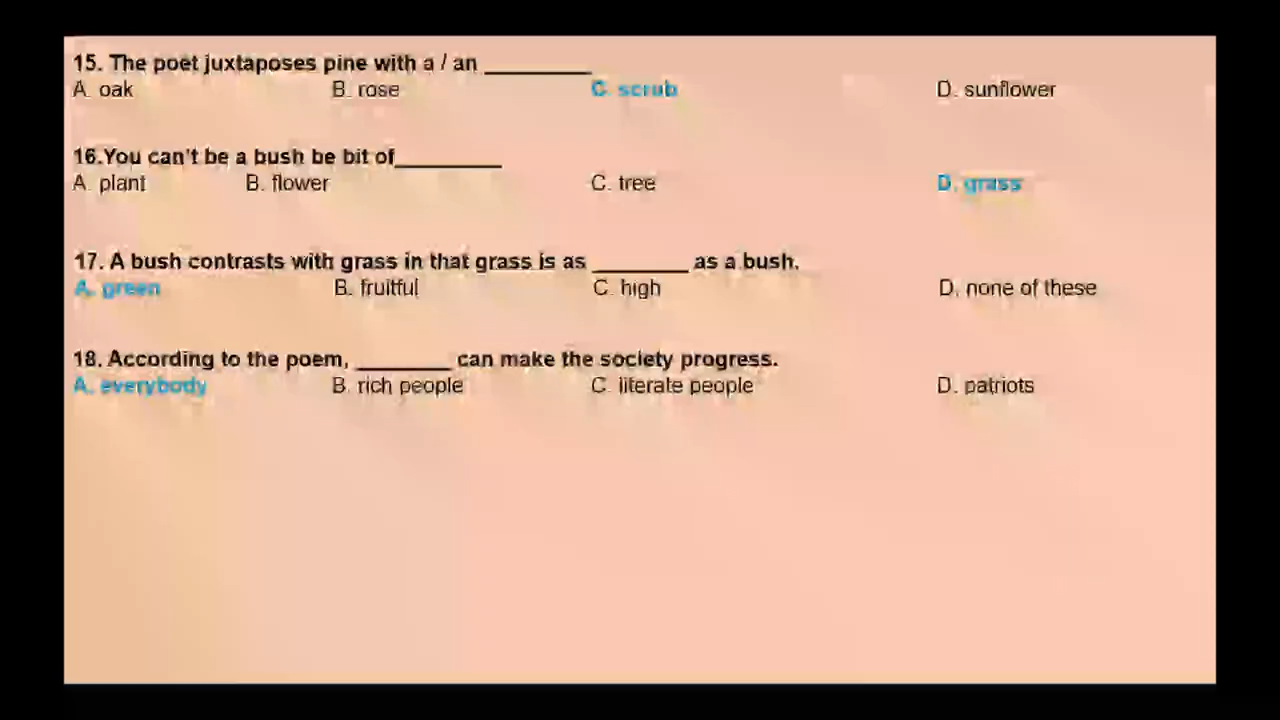 15. The poet juxtaposes pine with a / an _________
A. oak B. rose C. scrub D. sunflower
16.You can't be a bush be bit of_________
A. plant B. flower C. tree D. grass
17. A bush contrasts with grass in that grass is as ________ as a bush.
A. green B. fruitful C. high D. none of these
18. According to the poem, ________ can make the society progress.
A. everybody B. rich people C. literate people D. patriots